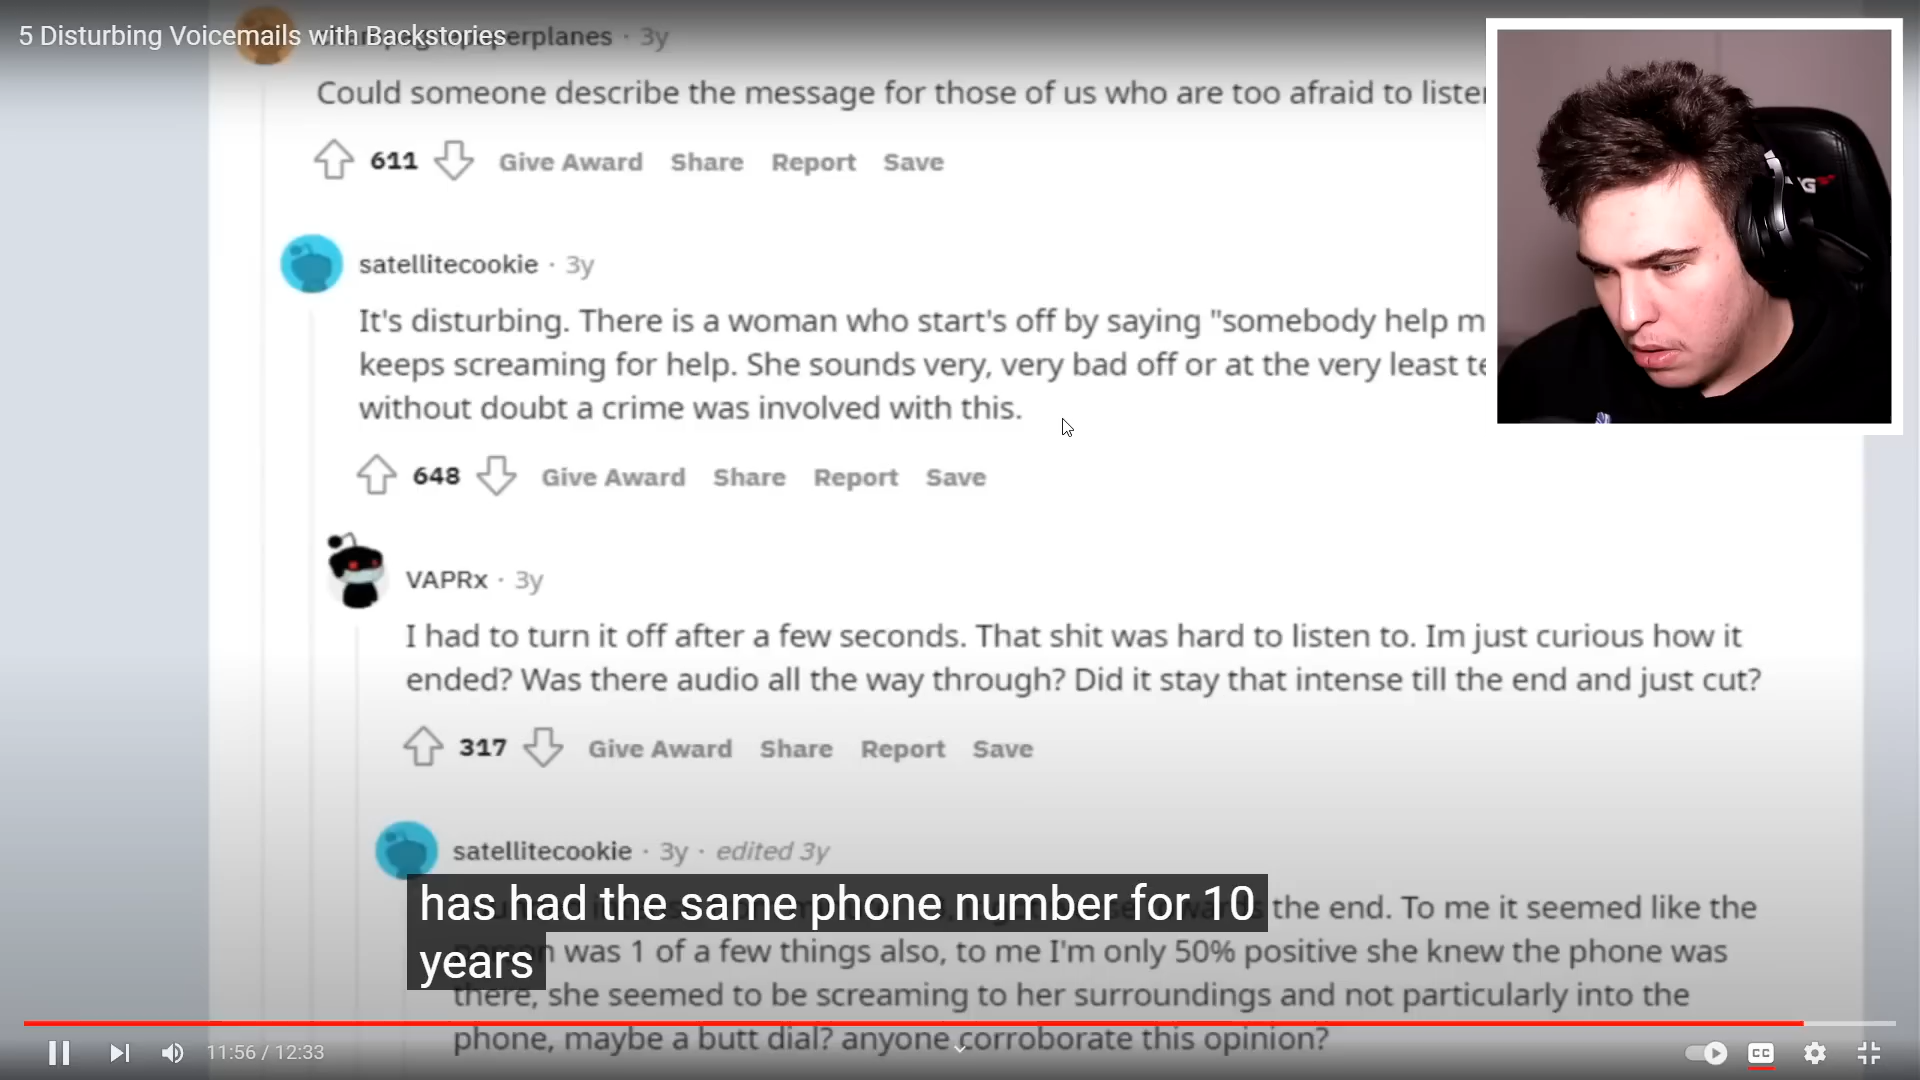 5 Disturbing Voicemails with Backstories
perplanes · 3y
Could someone describe the message for those of us who are too afraid to listen
611 Give Award Share Report Save
satellitecookie · 3y
It's disturbing. There is a woman who start's off by saying "somebody help m
keeps screaming for help. She sounds very, very bad off or at the very least te
without doubt a crime was involved with this.
648 Give Award Share Report Save
VAPRx · 3y
I had to turn it off after a few seconds. That shit was hard to listen to. Im just curious how it
ended? Was there audio all the way through? Did it stay that intense till the end and just cut?
317 Give Award Share Report Save
satellitecookie · 3y · edited 3y
has had the same phone number for 10
years
the end. To me it seemed like the
was 1 of a few things also, to me I'm only 50% positive she knew the phone was
there, she seemed to be screaming to her surroundings and not particularly into the
phone, maybe a butt dial? anyone corroborate this opinion?
11:56 / 12:33
CC